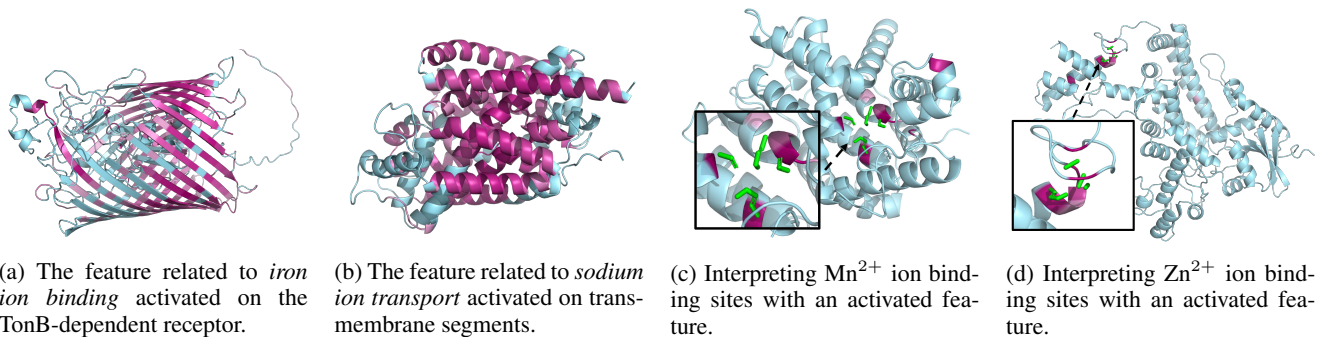 (a) The feature related to iron
ion binding activated on the
TonB-dependent receptor.
(b) The feature related to sodium
ion transport activated on trans-
membrane segments.
(c) Interpreting Mn²⁺ ion bind-
ing sites with an activated fea-
ture.
(d) Interpreting Zn²⁺ ion bind-
ing sites with an activated fea-
ture.